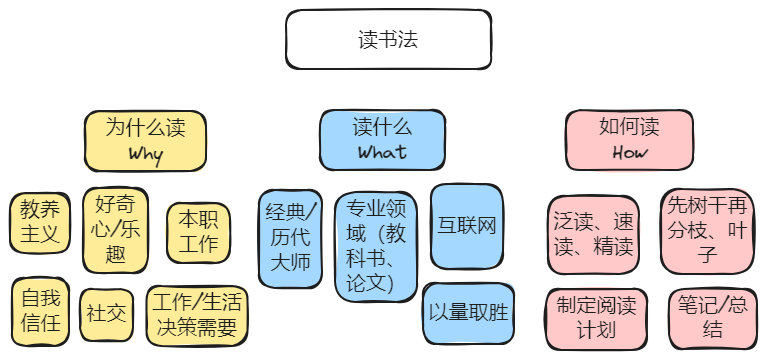 读书法
为什么读
Why
读什么
What
如何读
How
教养
主义
好奇
心/乐
趣
本职
工作
自我
信任
社交
工作/生活
决策需要
经典/
历代
大师
专业领
域（教
科书、
论文）
互联网
以量取胜
泛读、速
读、精读
先树干再
分枝、叶
子
制定阅读
计划
笔记/总
结